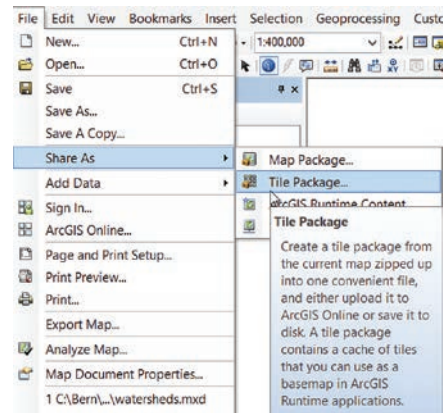 File Edit View Bookmarks Insert Selection Geoprocessing Custo
New... Ctrl+N
1:400,000
Open... Ctrl+O
Save Ctrl+S
Save As...
Save A Copy...
Share As
Map Package...
Add Data
Tile Package...
Sign In...
ArcGIS Runtime Content
ArcGIS Online...
Tile Package
Page and Print Setup...
Create a tile package from
the current map zipped up
into one convenient file,
and either upload it to
ArcGIS Online or save it to
disk. A tile package
contains a cache of tiles
that you can use as a
basemap in ArcGIS
Runtime applications.
Print Preview...
Print...
Export Map...
Analyze Map...
Map Document Properties...
1 C:\Bern\...\watersheds.mxd